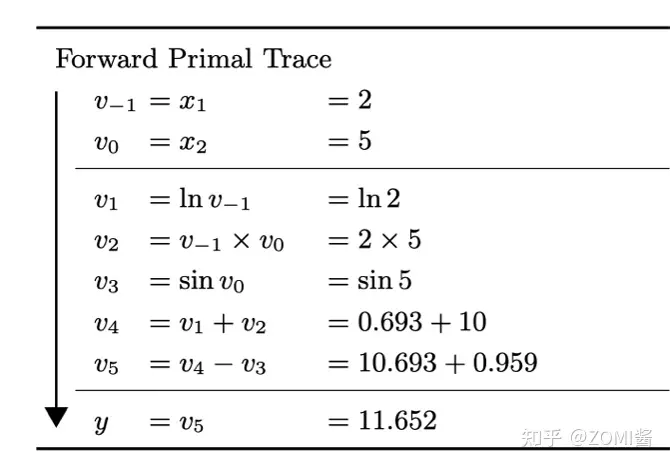 Forward Primal Trace
v₋₁ = x₁ = 2
v₀ = x₂ = 5
v₁ = ln v₋₁ = ln 2
v₂ = v₋₁ × v₀ = 2 × 5
v₃ = sin v₀ = sin 5
v₄ = v₁ + v₂ = 0.693 + 10
v₅ = v₄ − v₃ = 10.693 + 0.959
y = v₅ = 11.652
知乎 @ZOMI酱